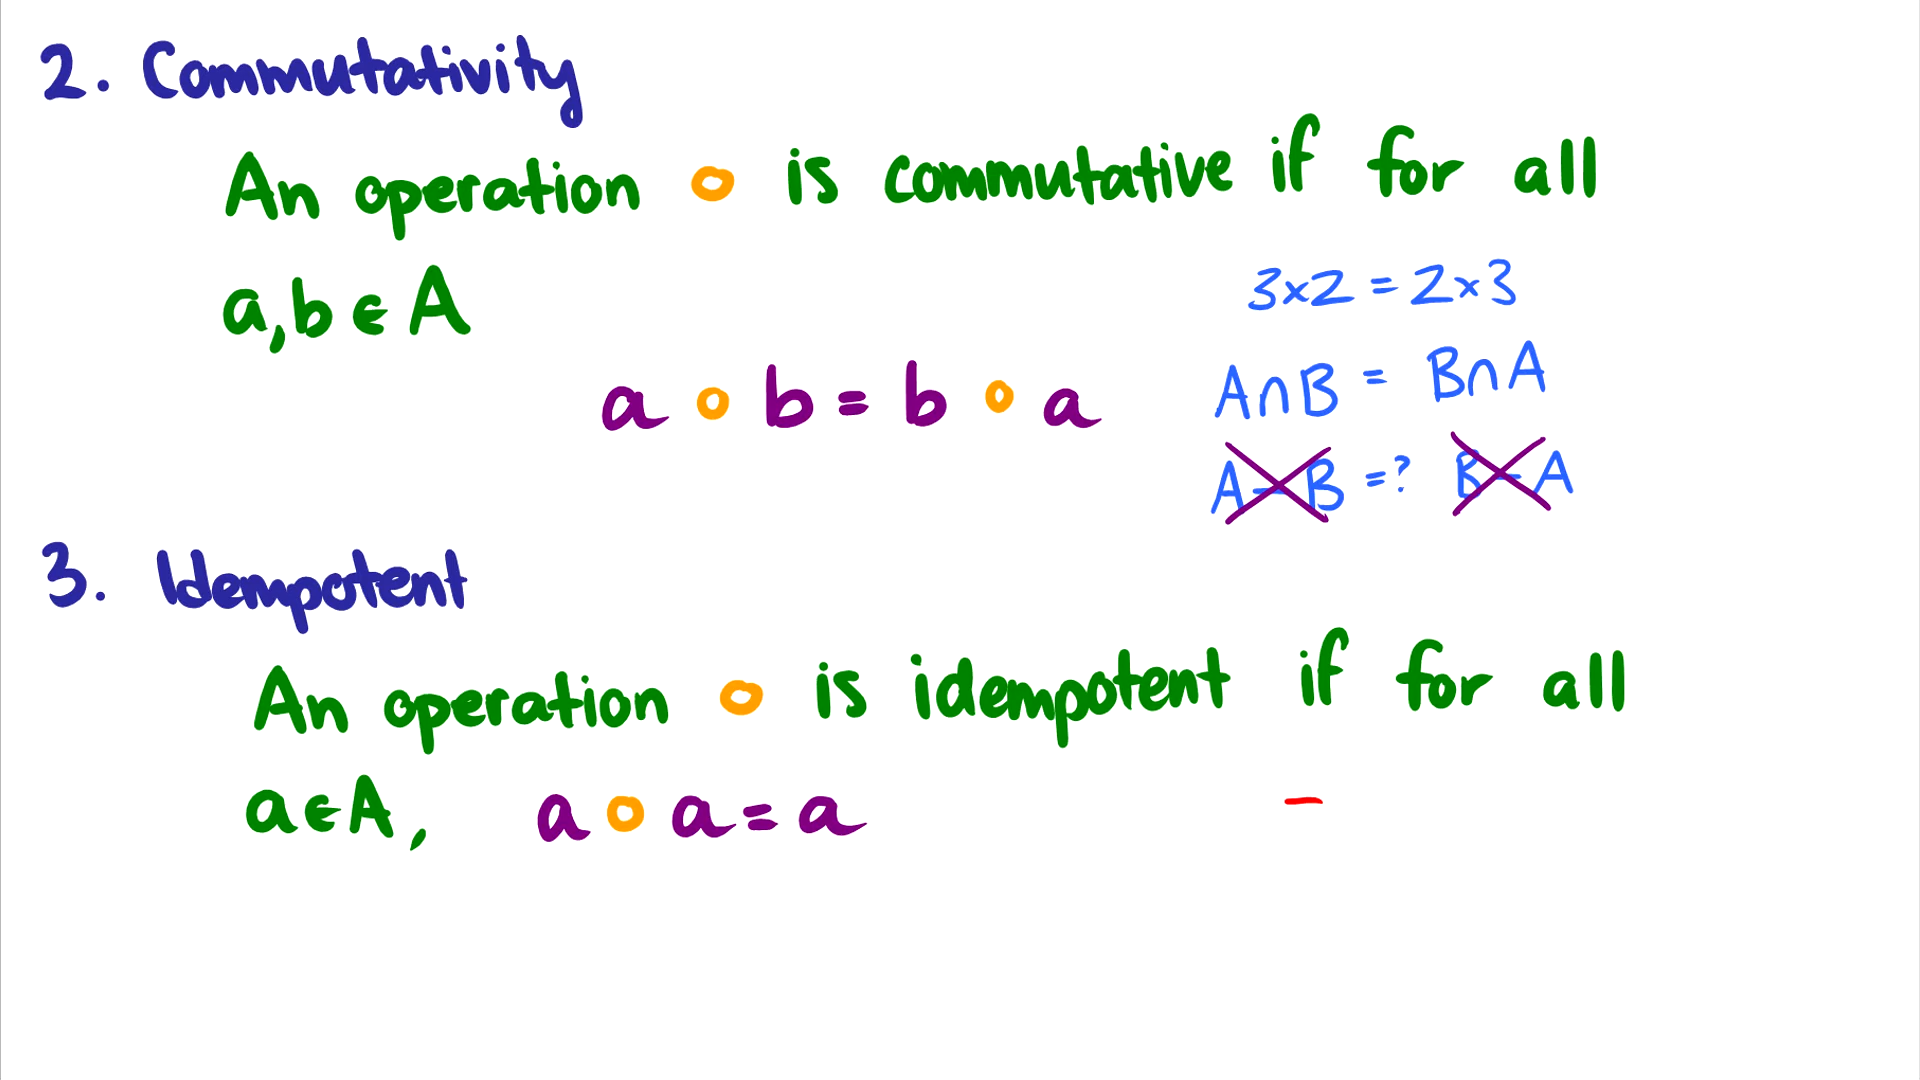 2. Commutativity
An operation ∘ is commutative if for all
a,b ∈ A
3×2 = 2×3
a ∘ b = b ∘ a
A∩B = B∩A
A-B =? B-A
3. Idempotent
An operation ∘ is idempotent if for all
a∈A, a ∘ a = a